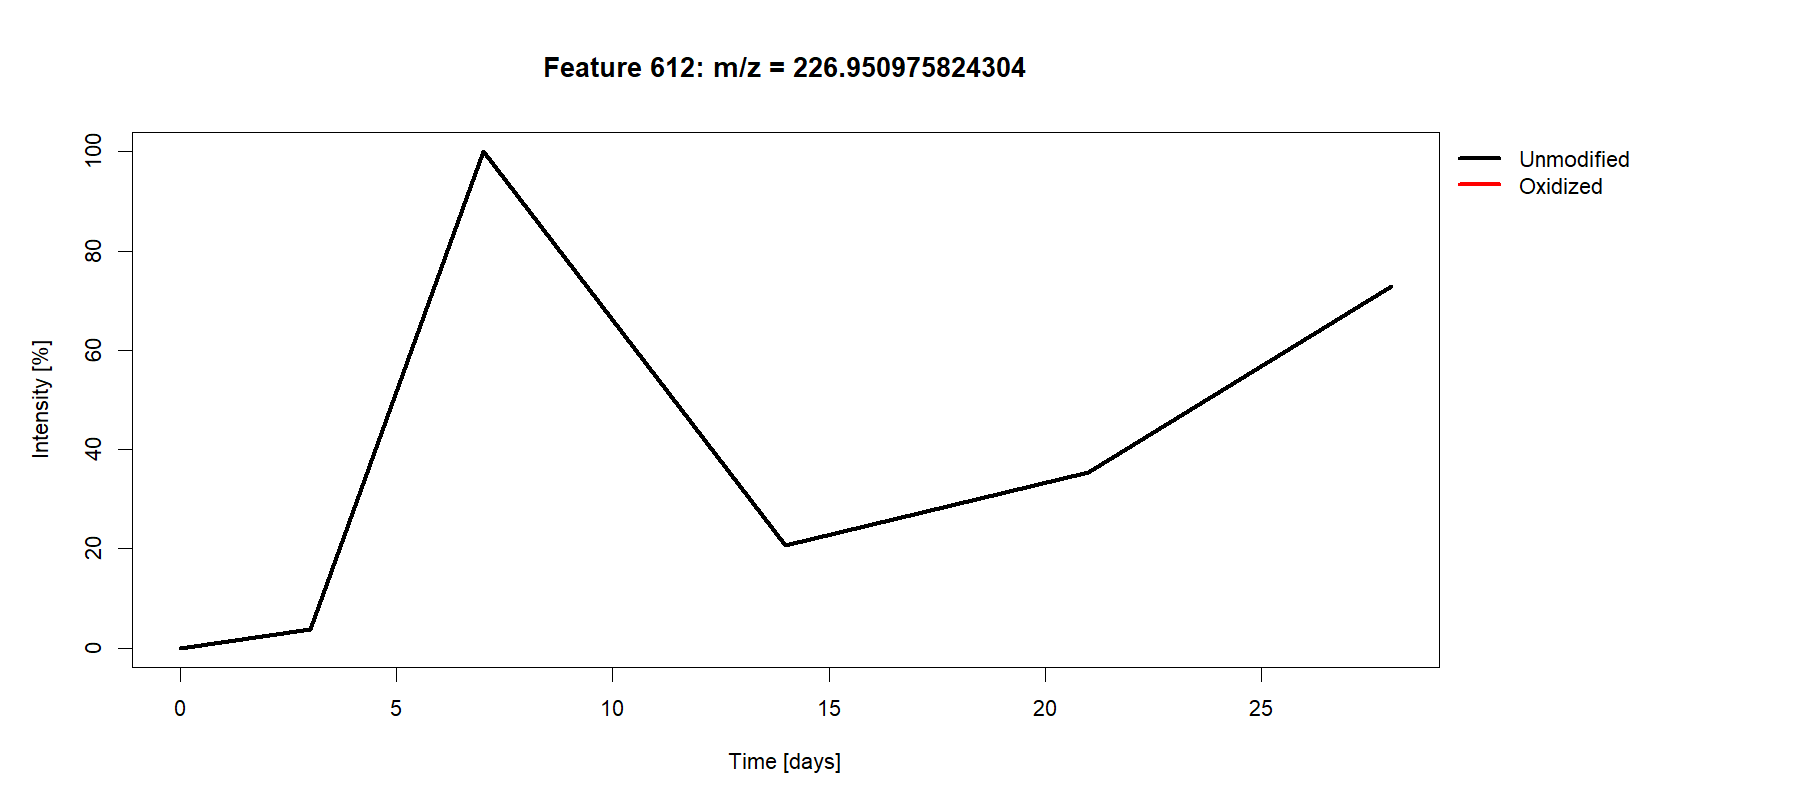 Feature 612: m/z = 226.950975824304
Unmodified
Oxidized
Intensity [%]
100
80
60
40
20
0
0 5 10 15 20 25
Time [days]